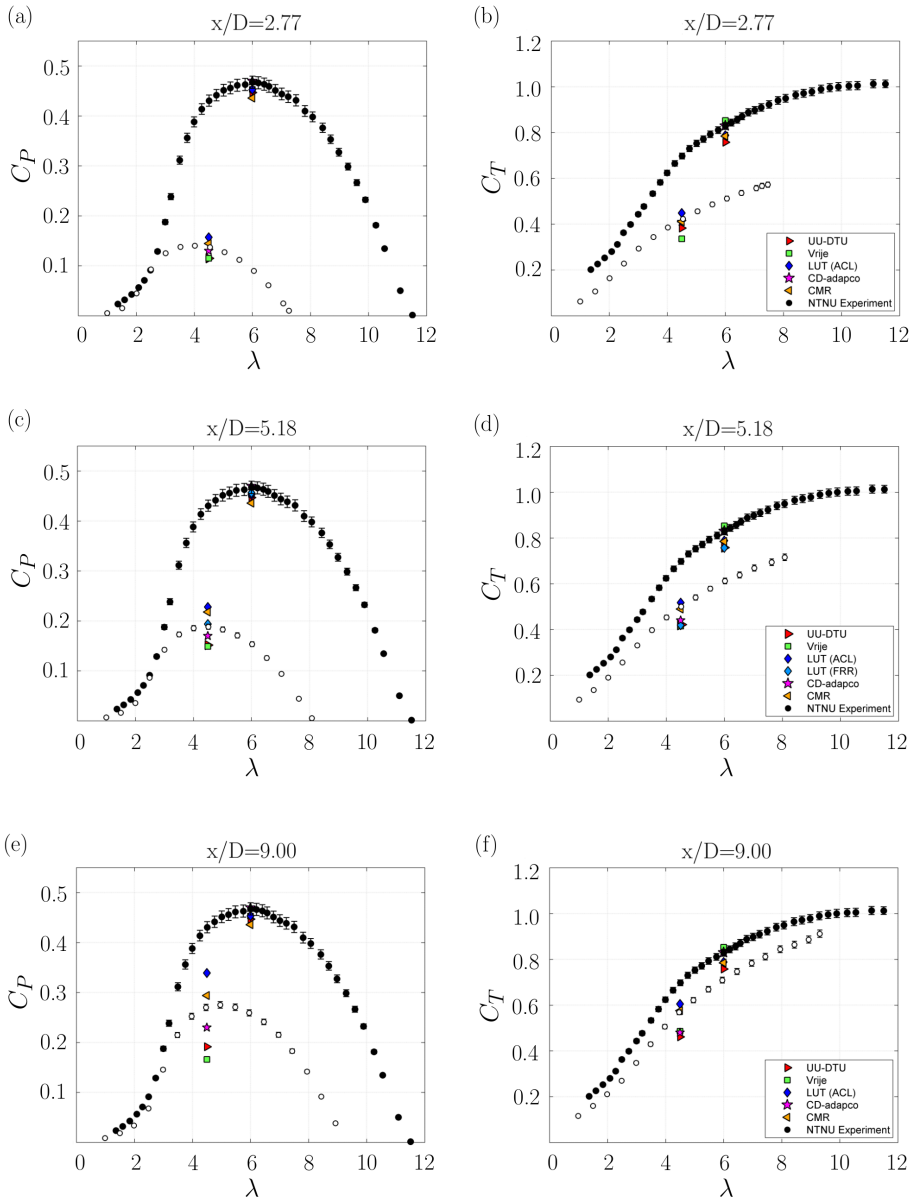 (a)
x/D=2.77
0.5
0.4
0.3
0.2
0.1
C_P
0 2 4 6 8 10 12
λ
(b)
x/D=2.77
1.2
1.0
0.8
0.6
0.4
0.2
C_T
0 2 4 6 8 10 12
λ
UU-DTU
Vrije
LUT (ACL)
CD-adapco
CMR
NTNU Experiment
(c)
x/D=5.18
0.5
0.4
0.3
0.2
0.1
C_P
0 2 4 6 8 10 12
λ
(d)
x/D=5.18
1.2
1.0
0.8
0.6
0.4
0.2
C_T
0 2 4 6 8 10 12
λ
UU-DTU
Vrije
LUT (ACL)
LUT (FRR)
CD-adapco
CMR
NTNU Experiment
(e)
x/D=9.00
0.5
0.4
0.3
0.2
0.1
C_P
0 2 4 6 8 10 12
λ
(f)
x/D=9.00
1.2
1.0
0.8
0.6
0.4
0.2
C_T
0 2 4 6 8 10 12
λ
UU-DTU
Vrije
LUT (ACL)
CD-adapco
CMR
NTNU Experiment